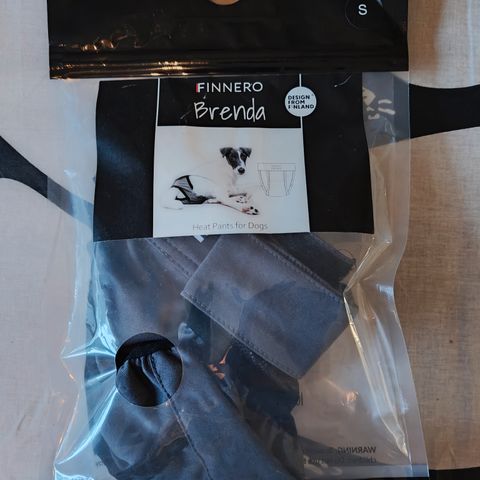 S
FINNERO
Brenda
DESIGN
FROM
FINLAND
Heat Pants for Dogs
WARNING